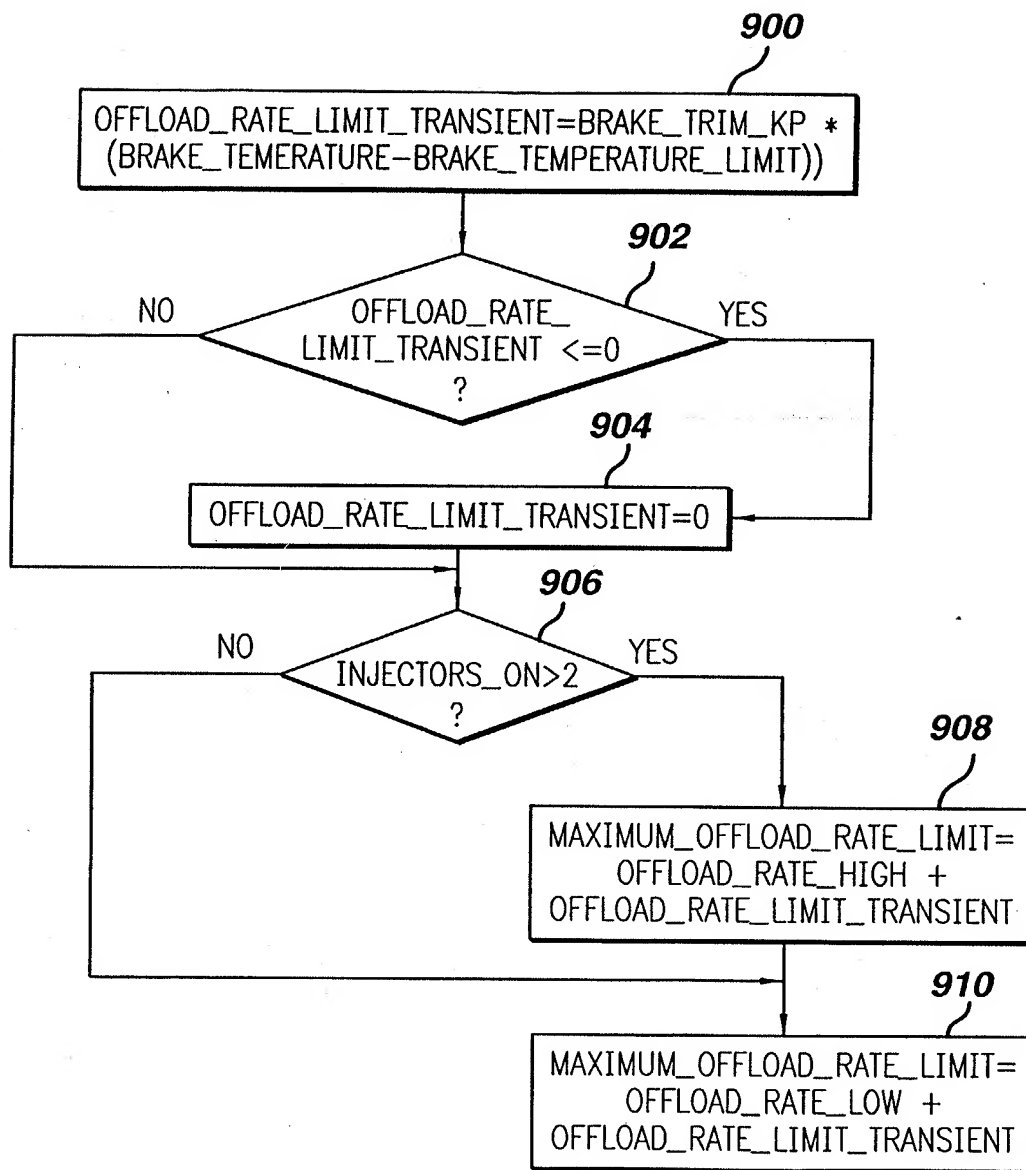 900
OFFLOAD_RATE_LIMIT_TRANSIENT=BRAKE_TRIM_KP *
(BRAKE_TEMERATURE-BRAKE_TEMPERATURE_LIMIT))
902
NO
OFFLOAD_RATE_
LIMIT_TRANSIENT <=0
?
YES
904
OFFLOAD_RATE_LIMIT_TRANSIENT=0
906
NO
INJECTORS_ON>2
?
YES
908
MAXIMUM_OFFLOAD_RATE_LIMIT=
OFFLOAD_RATE_HIGH +
OFFLOAD_RATE_LIMIT_TRANSIENT
910
MAXIMUM_OFFLOAD_RATE_LIMIT=
OFFLOAD_RATE_LOW +
OFFLOAD_RATE_LIMIT_TRANSIENT